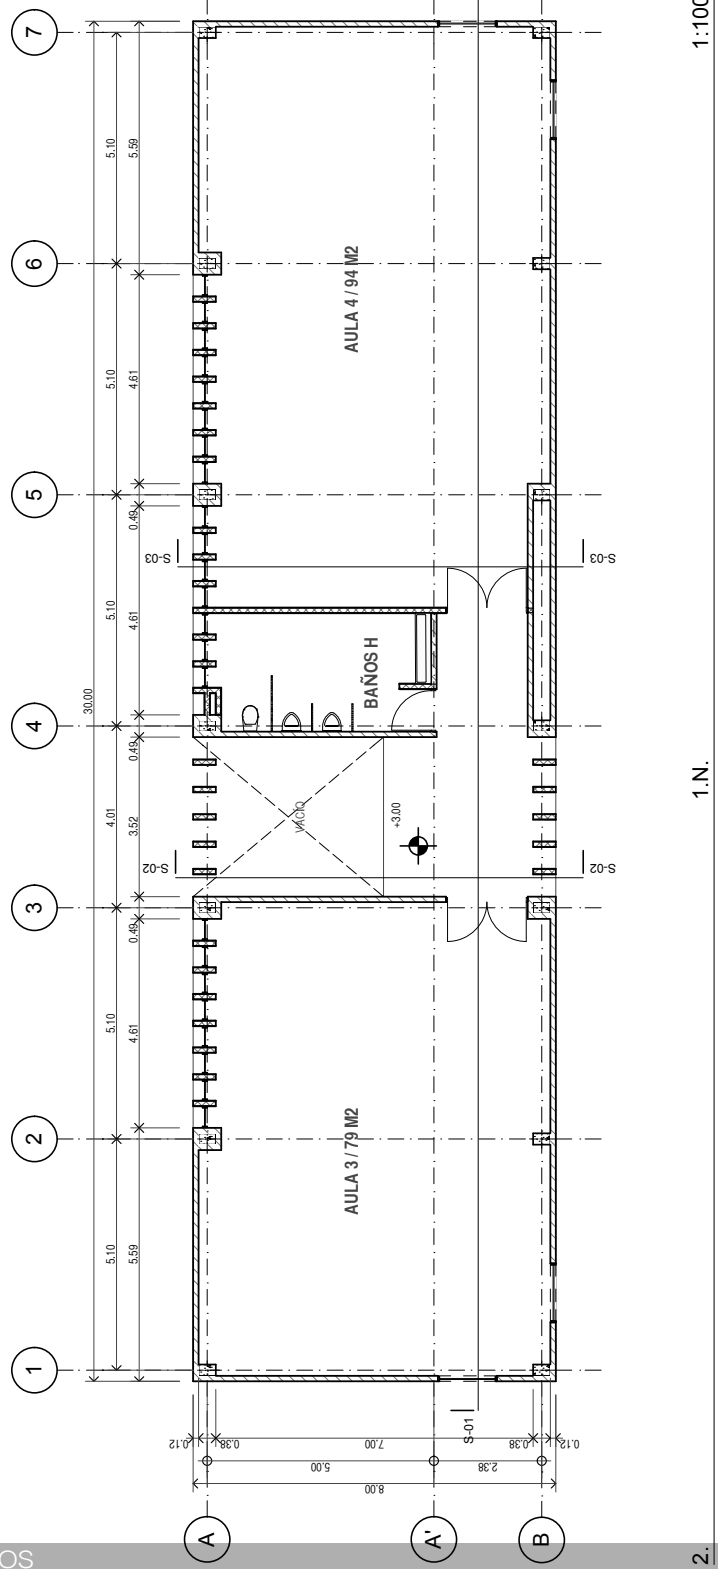 1 2 3 4 5 6 7
30.00
5.10 5.10 4.01 5.10 5.10 5.10
5.59 4.61 0.49 3.52 0.49 4.61 0.49 4.61 5.59
S-02
S-03
AULA 3 / 79 M2
VACIO
+3.00
BAÑOS H
AULA 4 / 94 M2
S-02
S-03
S-01
0.12 0.38 7.00 0.38 0.12
5.00 2.38
8.00
A
A'
B
2.
1.N.
1:100
OS